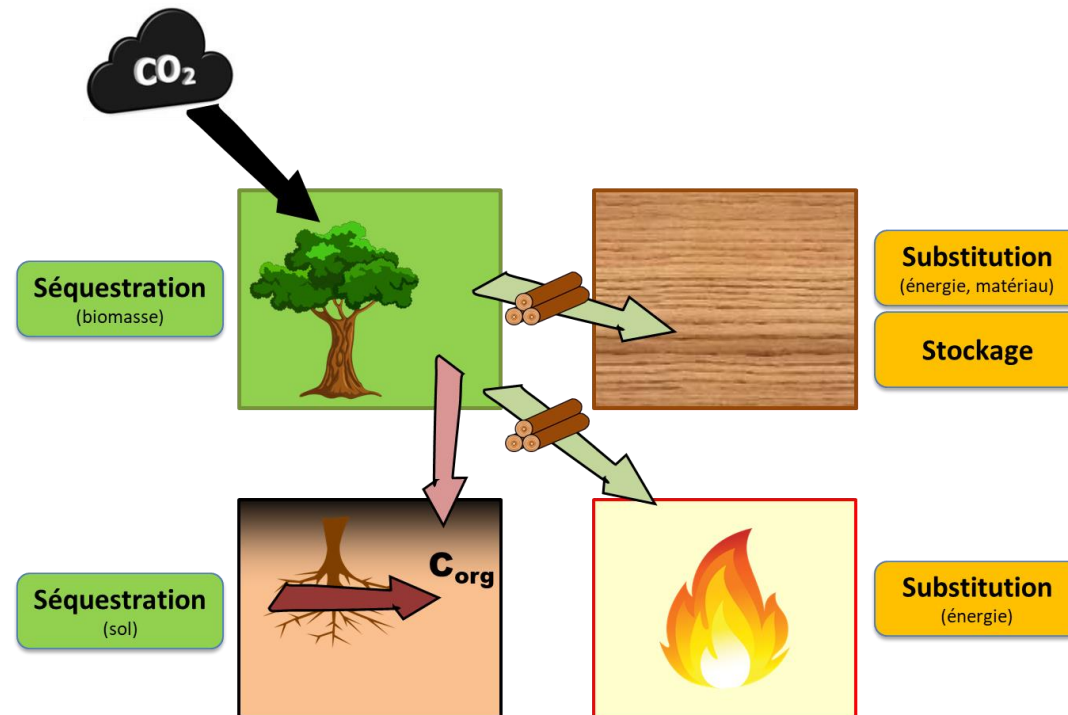 CO₂
Séquestration
(biomasse)
Substitution
(énergie, matériau)
Stockage
Corg
Séquestration
(sol)
Substitution
(énergie)